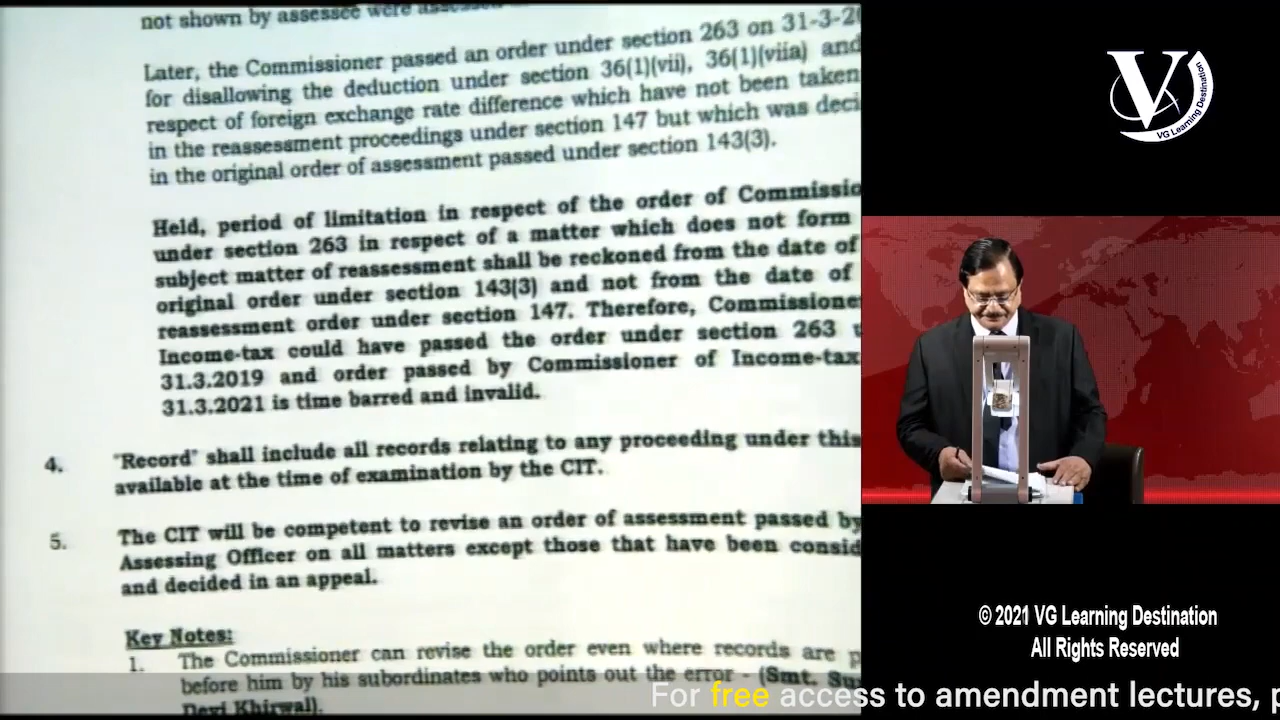 not shown by assessee were
Later, the Commissioner passed an order under section 263 on 31-3-
for disallowing the deduction under section 36(1)(vii), 36(1)(viia) and
respect of foreign exchange rate difference which have not been taken
in the reassessment proceedings under section 147 but which was
in the original order of assessment passed under section 143(3).
Held, period of limitation in respect of the order of
under section 263 in respect of a matter which does not form
subject matter of reassessment shall be reckoned from the date of
original order under section 143(3) and not from the date of
reassessment order under section 147. Therefore, Commissioner
Income-tax could have passed the order under section 263
31.3.2019 and order passed by Commissioner of Income-tax
31.3.2021 is time barred and invalid.
4. "Record" shall include all records relating to any proceeding under this
available at the time of examination by the CIT.
5. The CIT will be competent to revise an order of assessment passed by
Assessing Officer on all matters except those that have been
and decided in an appeal.
Key Notes:
1. The Commissioner can revise the order even where records are
before him by his subordinates who points out the error - (Smt.
Devi Khirwal).
V
VG Learning Destination
© 2021 VG Learning Destination
All Rights Reserved
For free access to amendment lectures,